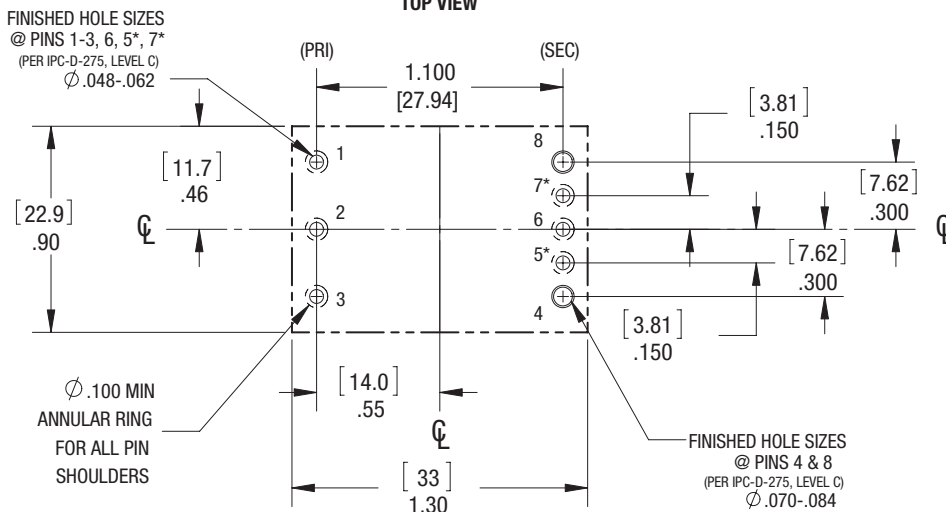 TOP VIEW
FINISHED HOLE SIZES
@ PINS 1-3, 6, 5*, 7*
(PER IPC-D-275, LEVEL C)
∅ .048-.062
(PRI)
(SEC)
1.100
[27.94]
[3.81]
.150
[11.7]
.46
[22.9]
.90
℄
1
2
3
8
7*
6
5*
4
[7.62]
.300
℄
[7.62]
.300
[3.81]
.150
∅ .100 MIN
ANNULAR RING
FOR ALL PIN
SHOULDERS
[14.0]
.55
℄
[33]
1.30
FINISHED HOLE SIZES
@ PINS 4 & 8
(PER IPC-D-275, LEVEL C)
∅ .070-.084